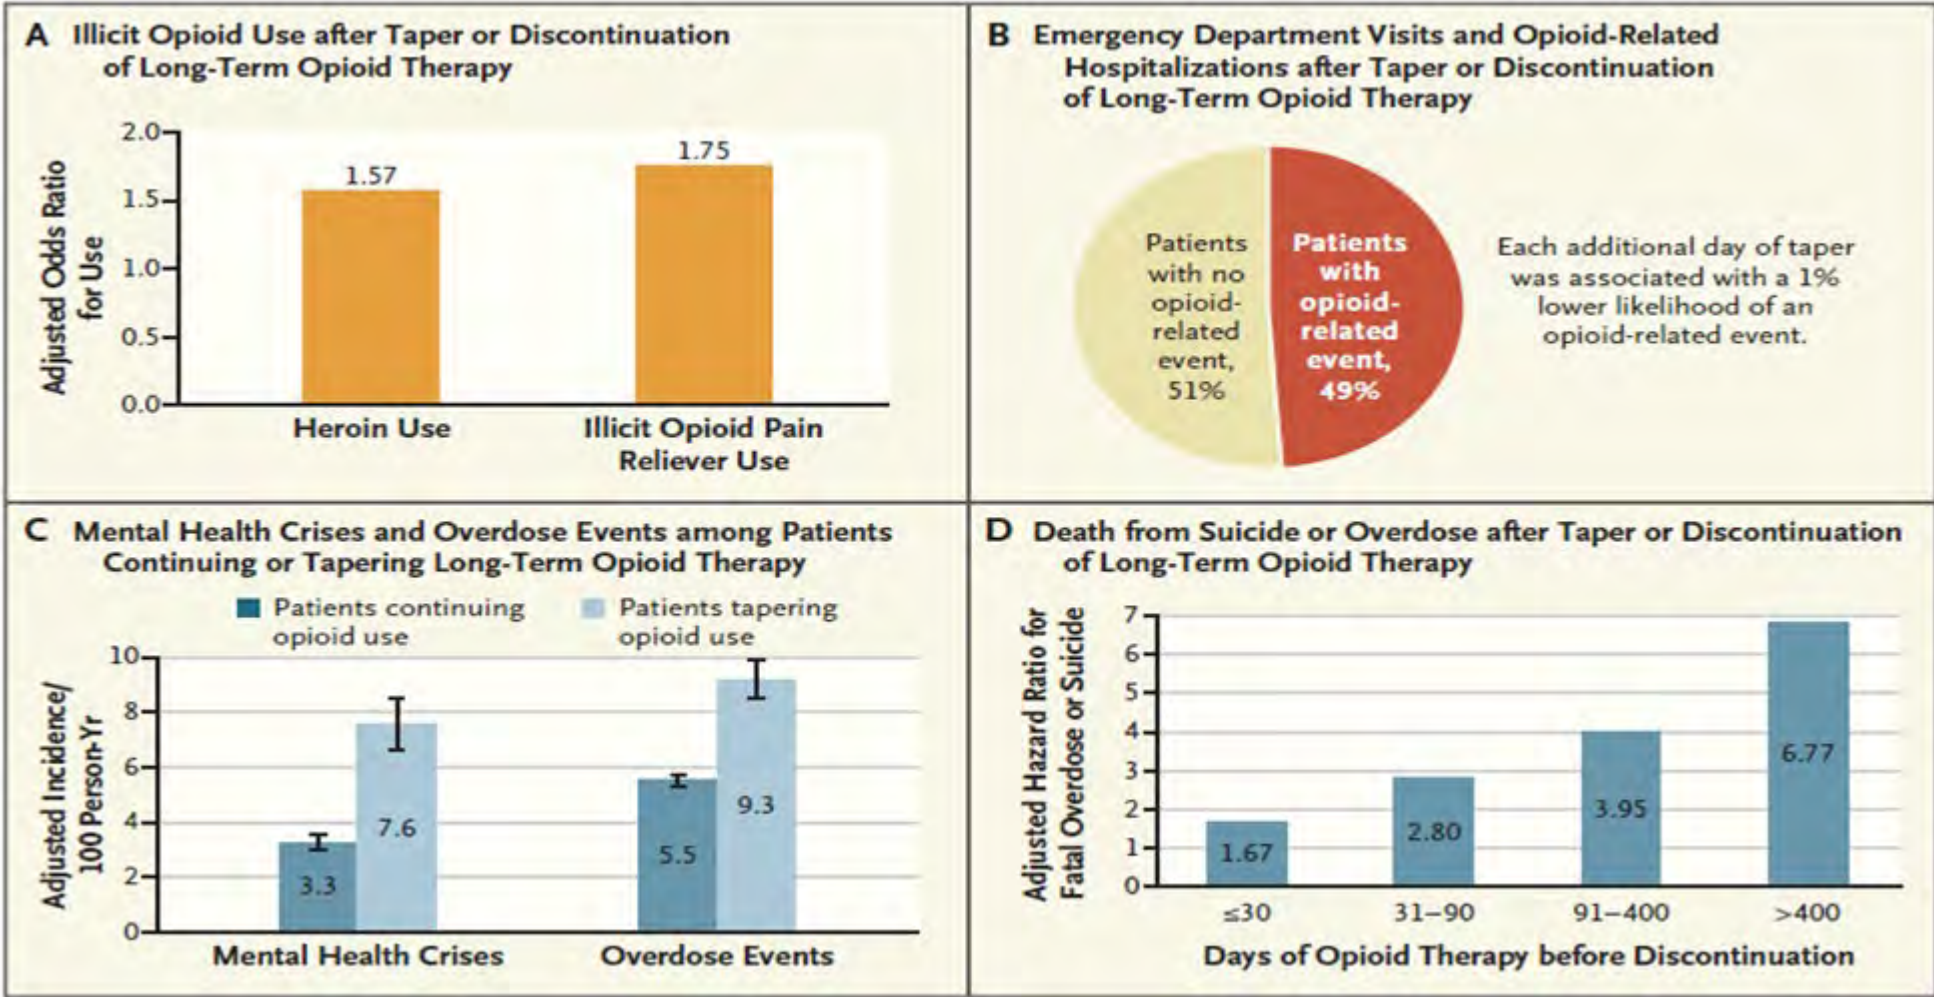 A Illicit Opioid Use after Taper or Discontinuation
of Long-Term Opioid Therapy
Adjusted Odds Ratio
for Use
2.0
1.5
1.0
0.5
0.0
1.57
1.75
Heroin Use
Illicit Opioid Pain
Reliever Use
B Emergency Department Visits and Opioid-Related
Hospitalizations after Taper or Discontinuation
of Long-Term Opioid Therapy
Patients
with no
opioid-
related
event,
51%
Patients
with
opioid-
related
event,
49%
Each additional day of taper
was associated with a 1%
lower likelihood of an
opioid-related event.
C Mental Health Crises and Overdose Events among Patients
Continuing or Tapering Long-Term Opioid Therapy
Patients continuing
opioid use
Patients tapering
opioid use
Adjusted Incidence/
100 Person-Yr
10
8
6
4
2
0
3.3
7.6
5.5
9.3
Mental Health Crises
Overdose Events
D Death from Suicide or Overdose after Taper or Discontinuation
of Long-Term Opioid Therapy
Adjusted Hazard Ratio for
Fatal Overdose or Suicide
7
6
5
4
3
2
1
0
1.67
2.80
3.95
6.77
≤30
31–90
91–400
>400
Days of Opioid Therapy before Discontinuation